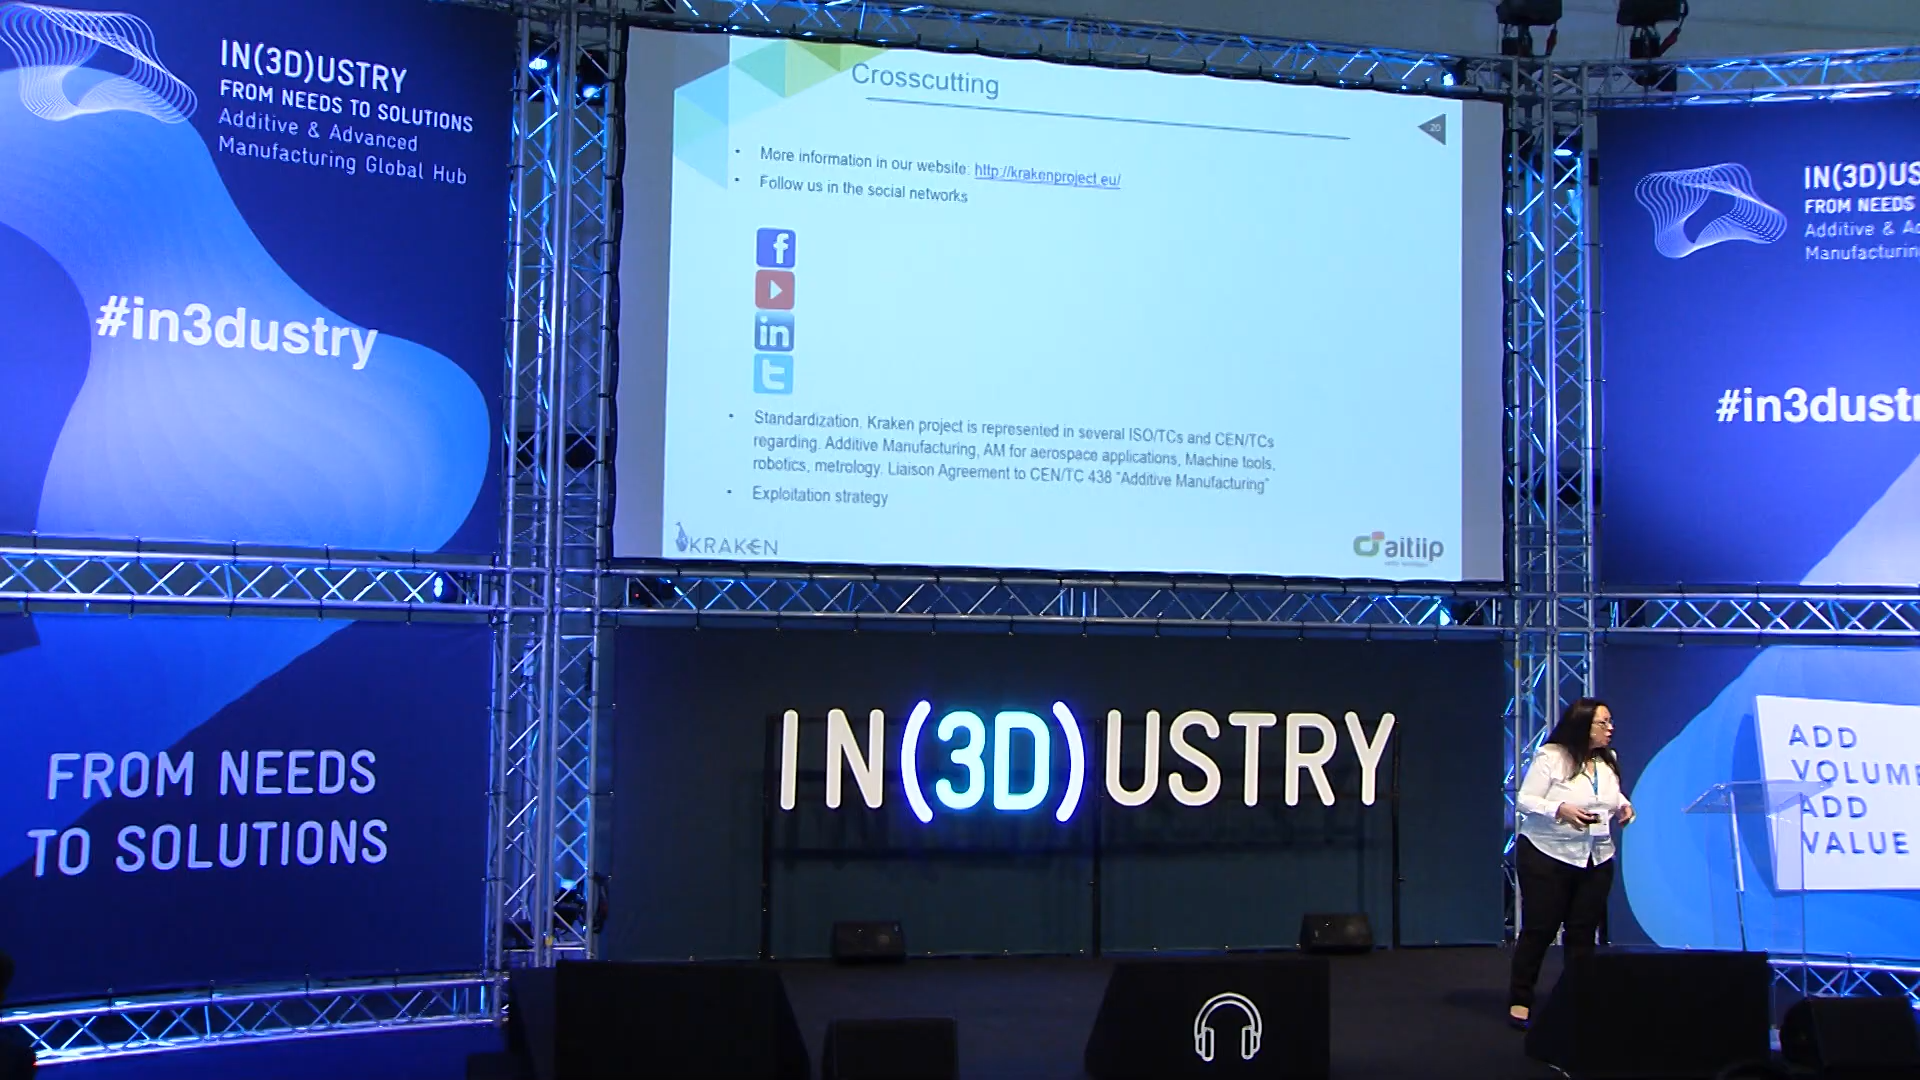 IN(3D)USTRY
FROM NEEDS TO SOLUTIONS
Additive & Advanced
Manufacturing Global Hub
#in3dustry
FROM NEEDS
TO SOLUTIONS
Crosscutting
20
• More information in our website: http://krakenproject.eu/
• Follow us in the social networks
f
in
t
• Standardization. Kraken project is represented in several ISO/TCs and CEN/TCs
regarding. Additive Manufacturing, AM for aerospace applications, Machine tools,
robotics, metrology. Liaison Agreement to CEN/TC 438 "Additive Manufacturing"
• Exploitation strategy
KRAKEN
aitiip
IN(3D)USTRY
IN(3D)US
FROM NEEDS
Additive & Ad
Manufacturin
#in3dustr
ADD
VOLUME
ADD
VALUE